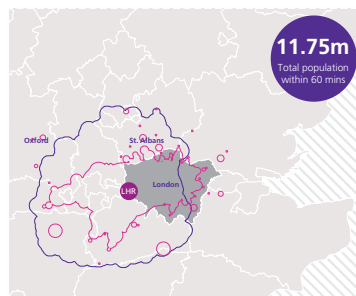 11.75m
Total population
within 60 mins
Oxford
St. Albans
LHR
London